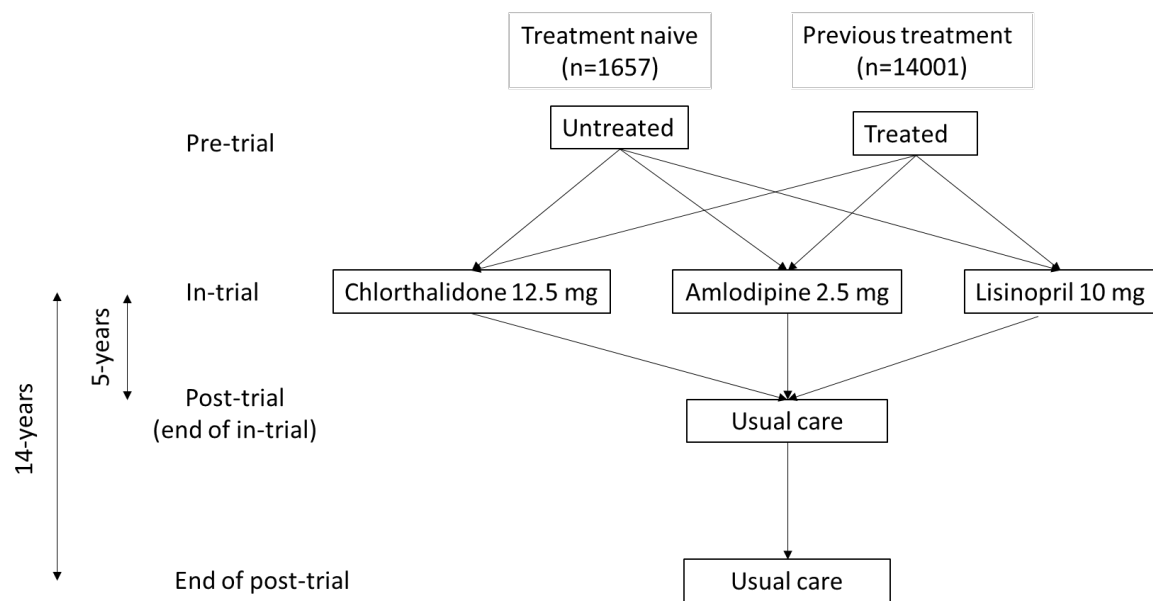 Treatment naive
(n=1657)
Previous treatment
(n=14001)
Pre-trial
Untreated
Treated
In-trial
Chlorthalidone 12.5 mg
Amlodipine 2.5 mg
Lisinopril 10 mg
5-years
14-years
Post-trial
(end of in-trial)
Usual care
End of post-trial
Usual care